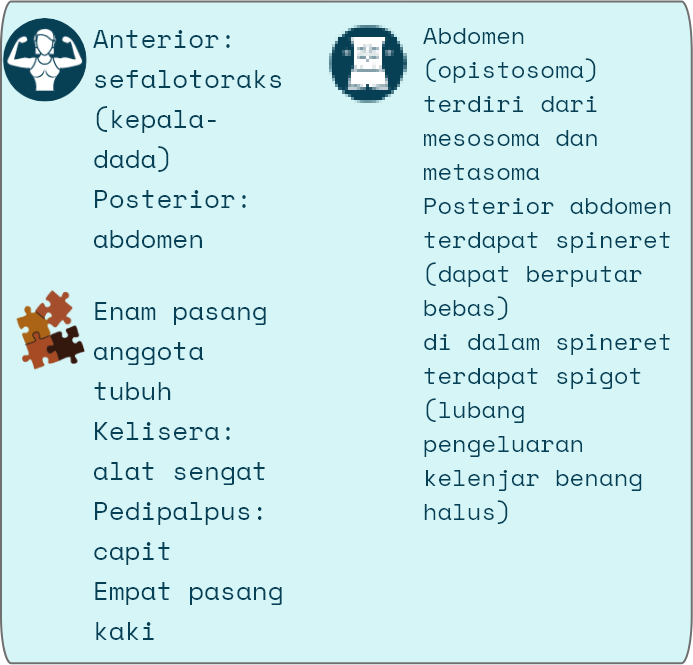 Anterior:
sefalotoraks
(kepala-
dada)
Posterior:
abdomen
Enam pasang
anggota
tubuh
Kelisera:
alat sengat
Pedipalpus:
capit
Empat pasang
kaki
Abdomen
(opistosoma)
terdiri dari
mesosoma dan
metasoma
Posterior abdomen
terdapat spineret
(dapat berputar
bebas)
di dalam spineret
terdapat spigot
(lubang
pengeluaran
kelenjar benang
halus)